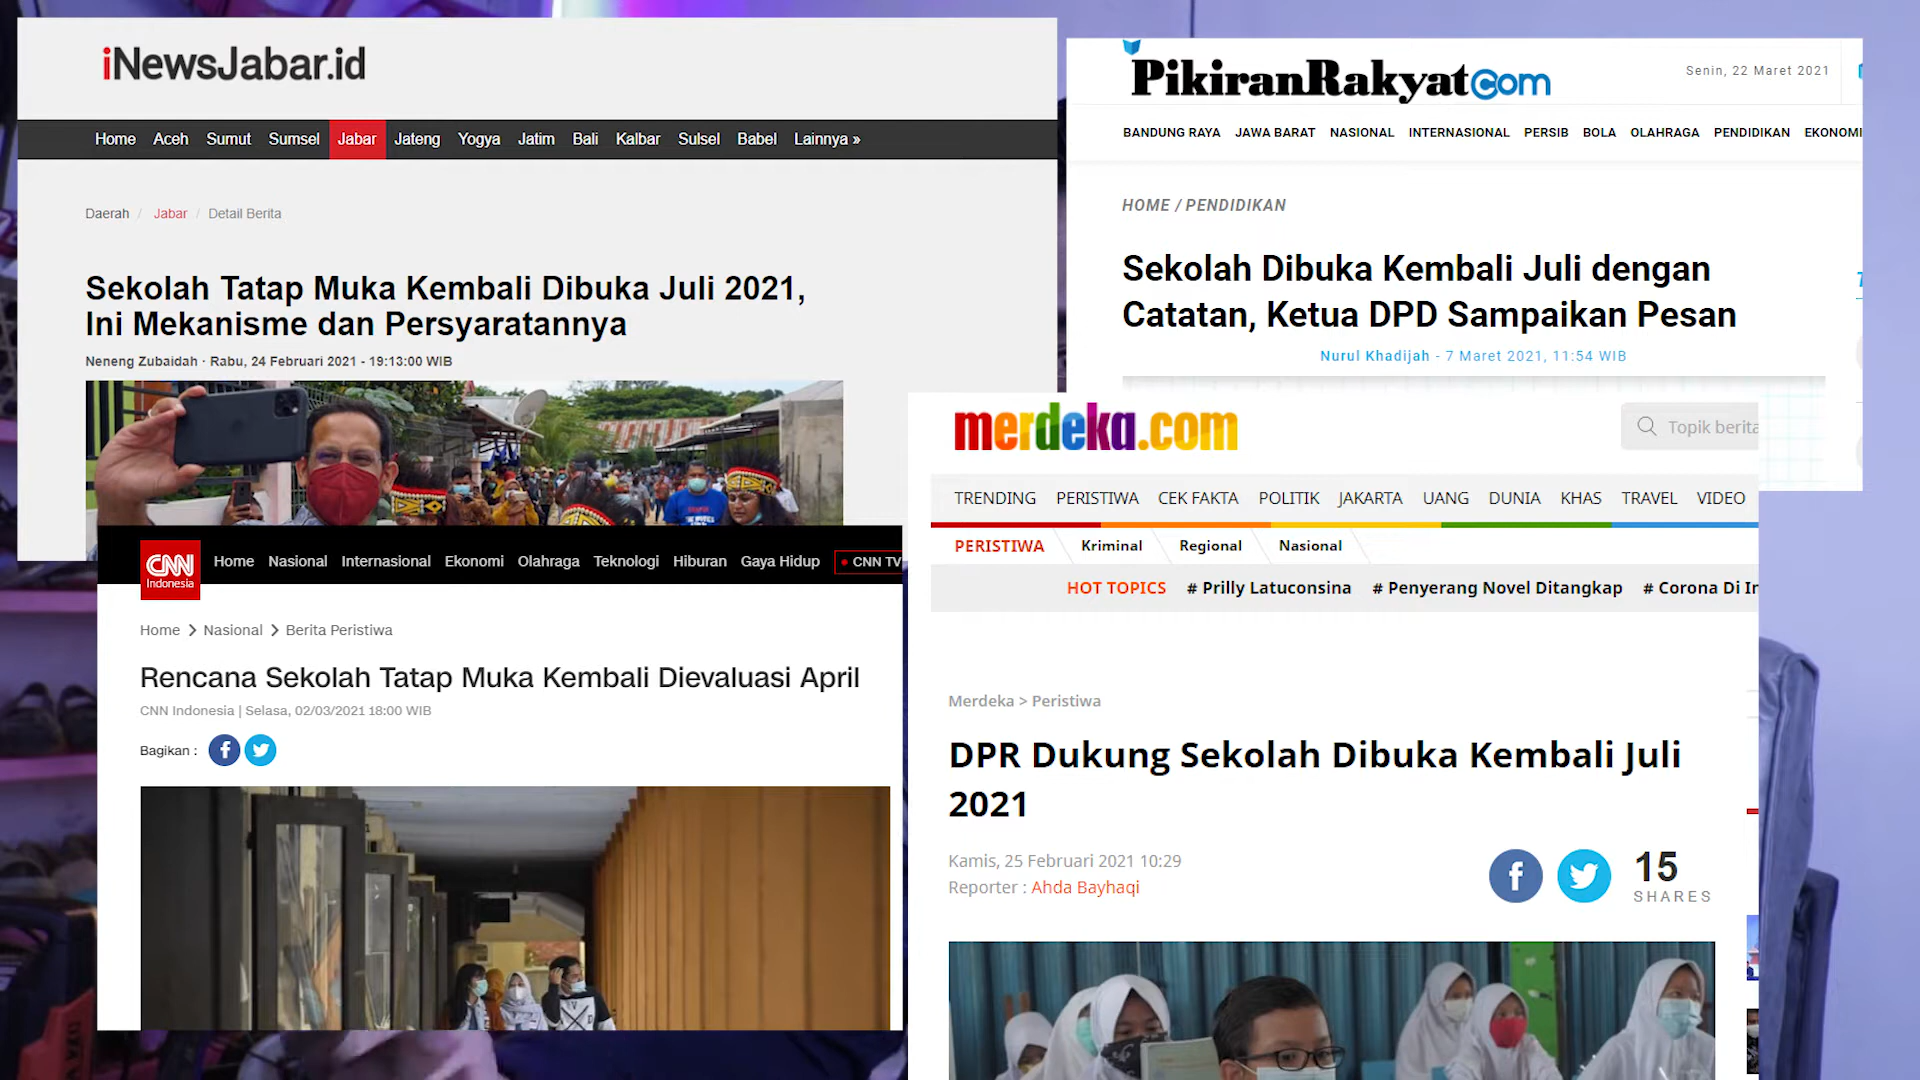 iNewsJabar.id
Home Aceh Sumut Sumsel Jabar Jateng Yogya Jatim Bali Kalbar Sulsel Babel Lainnya »
Daerah / Jabar / Detail Berita
Sekolah Tatap Muka Kembali Dibuka Juli 2021,
Ini Mekanisme dan Persyaratannya
Neneng Zubaidah · Rabu, 24 Februari 2021 - 19:13:00 WIB
PikiranRakyat.com
Senin, 22 Maret 2021
BANDUNG RAYA JAWA BARAT NASIONAL INTERNASIONAL PERSIB BOLA OLAHRAGA PENDIDIKAN EKONOMI
HOME / PENDIDIKAN
Sekolah Dibuka Kembali Juli dengan
Catatan, Ketua DPD Sampaikan Pesan
Nurul Khadijah - 7 Maret 2021, 11:54 WIB
CNN
Indonesia
Home Nasional Internasional Ekonomi Olahraga Teknologi Hiburan Gaya Hidup CNN TV
Home > Nasional > Berita Peristiwa
Rencana Sekolah Tatap Muka Kembali Dievaluasi April
CNN Indonesia | Selasa, 02/03/2021 18:00 WIB
Bagikan :
merdeka.com
Topik berita
TRENDING PERISTIWA CEK FAKTA POLITIK JAKARTA UANG DUNIA KHAS TRAVEL VIDEO
PERISTIWA Kriminal Regional Nasional
HOT TOPICS # Prilly Latuconsina # Penyerang Novel Ditangkap # Corona Di
Merdeka > Peristiwa
DPR Dukung Sekolah Dibuka Kembali Juli
2021
Kamis, 25 Februari 2021 10:29
Reporter : Ahda Bayhaqi
15
SHARES